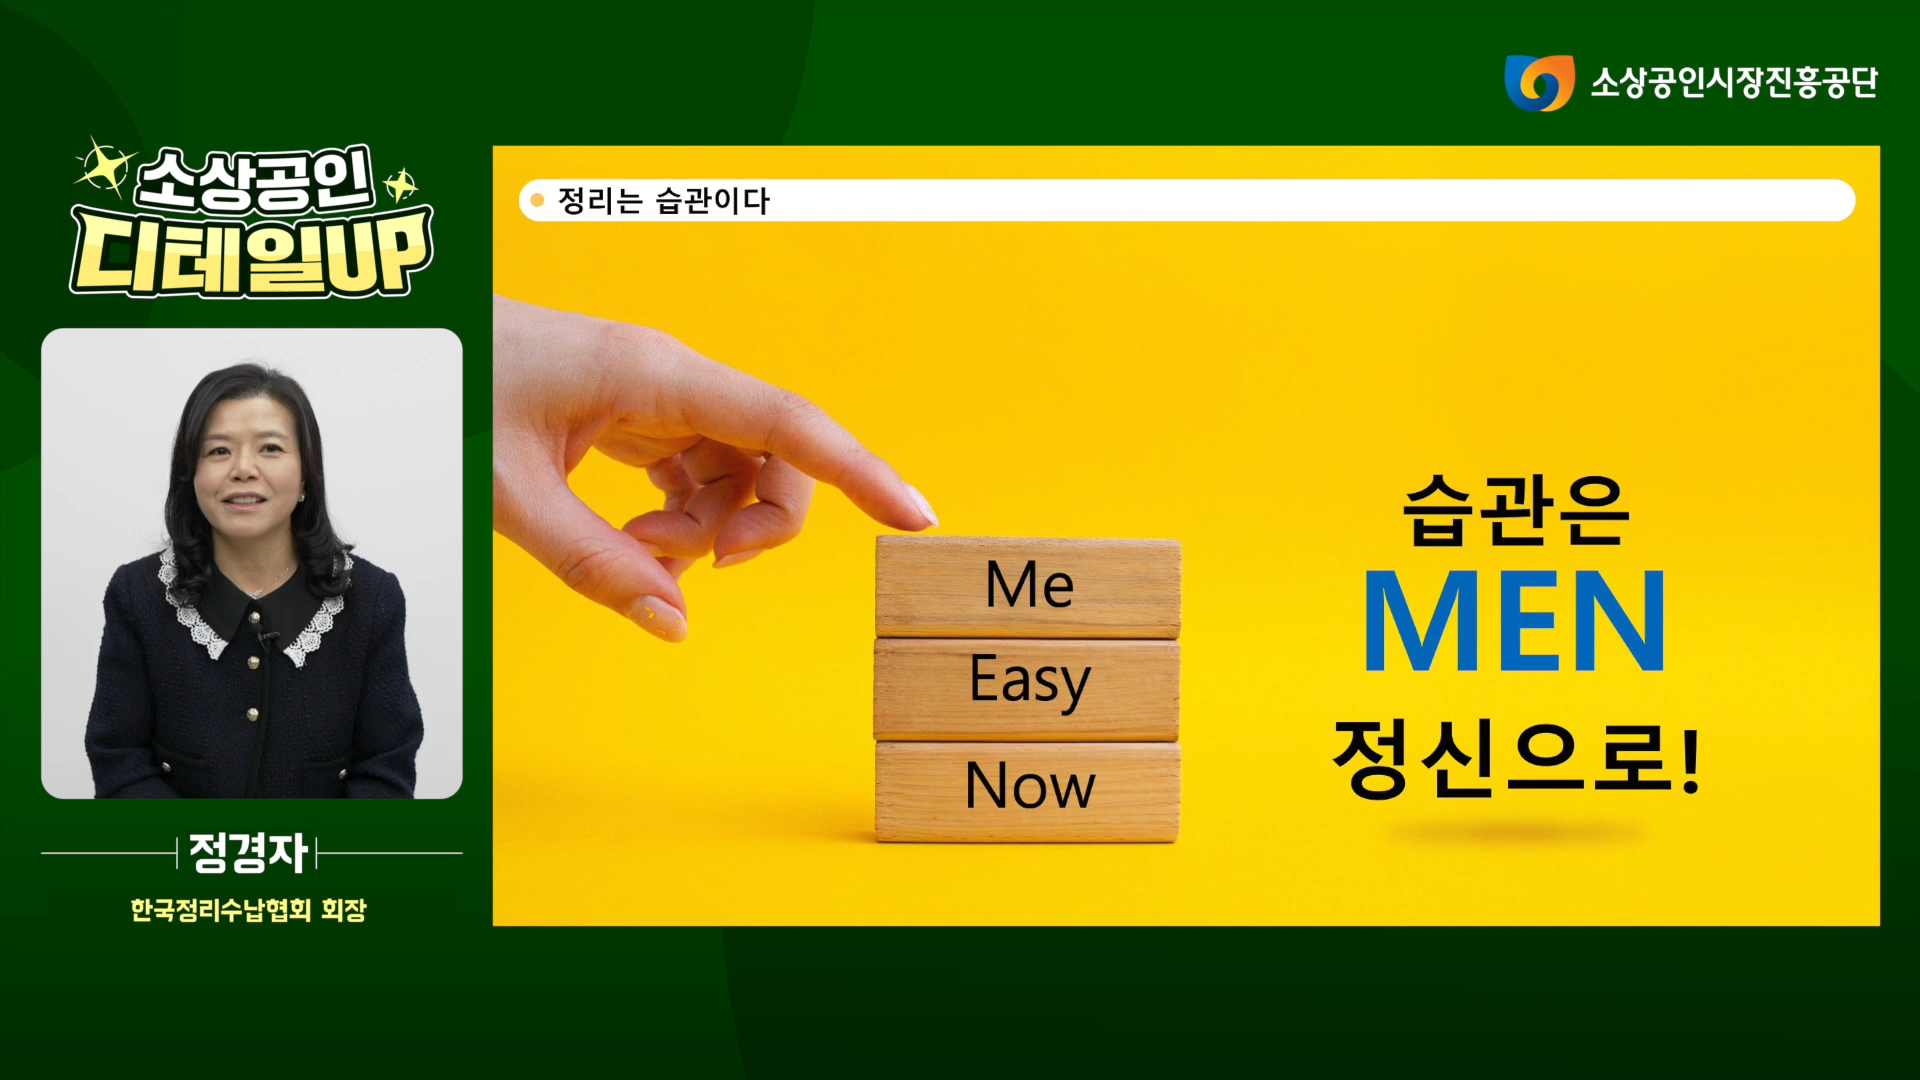 소상공인시장진흥공단
소상공인
디테일UP
정경자
한국정리수납협회 회장
정리는 습관이다
Me
Easy
Now
습관은
MEN
정신으로!